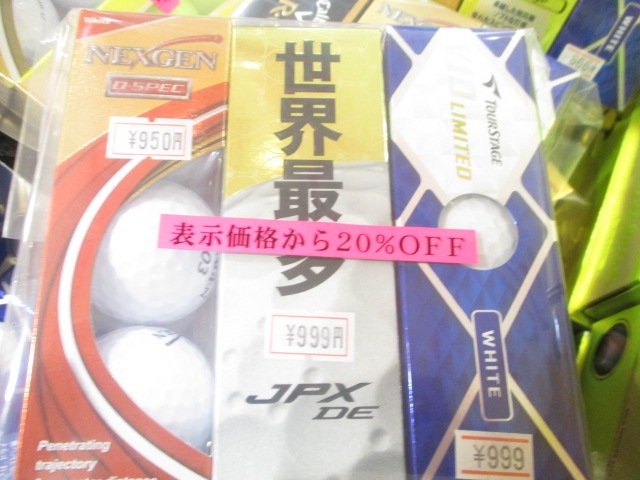 NEXGEN
D-SPEC
¥950円
世界最多
TOURSTAGE
LIMITED
表示価格から20%OFF
¥999円
JPX
DE
WHITE
¥999
Penetrating
trajectory
WHITE